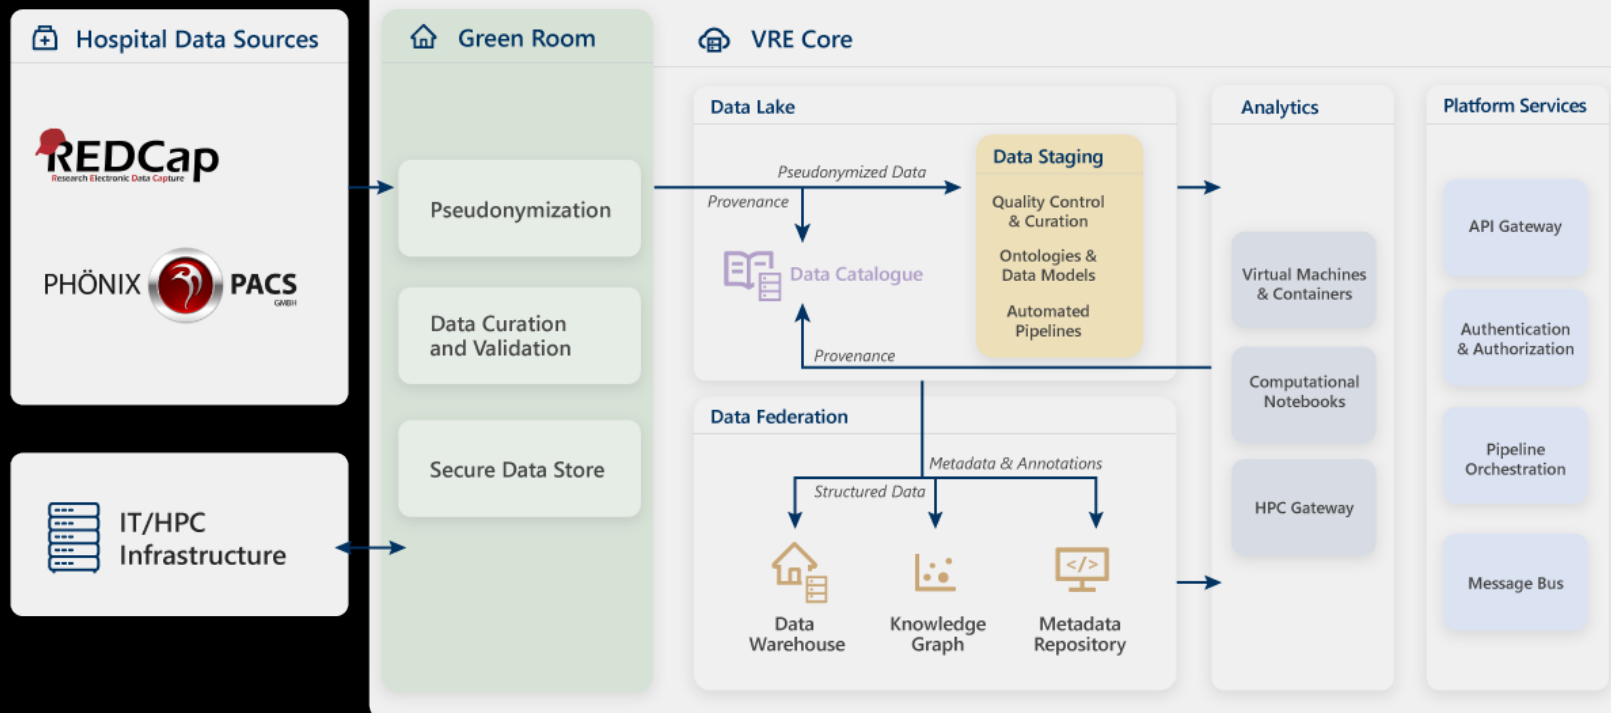 Hospital Data Sources
REDCap
Research Electronic Data Capture
PHÖNIX PACS
GMBH
IT/HPC
Infrastructure
Green Room
Pseudonymization
Data Curation
and Validation
Secure Data Store
VRE Core
Data Lake
Pseudonymized Data
Provenance
Data Catalogue
Provenance
Data Staging
Quality Control
& Curation
Ontologies &
Data Models
Automated
Pipelines
Data Federation
Metadata & Annotations
Structured Data
</>
Data
Warehouse
Knowledge
Graph
Metadata
Repository
Analytics
Virtual Machines
& Containers
Computational
Notebooks
HPC Gateway
Platform Services
API Gateway
Authentication
& Authorization
Pipeline
Orchestration
Message Bus